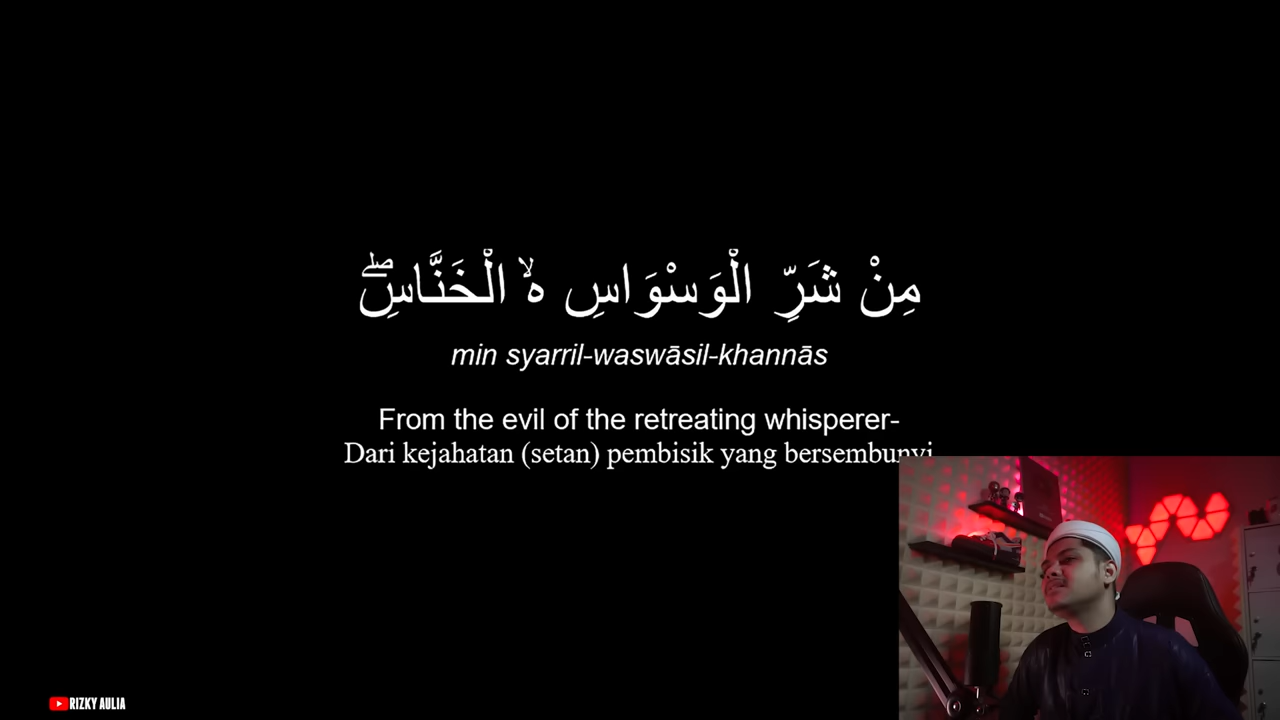 مِنْ شَرِّ الْوَسْوَاسِ ەۙ الْخَنَّاسِۖ
min syarril-waswāsil-khannās
From the evil of the retreating whisperer-
Dari kejahatan (setan) pembisik yang bersembunyi
RIZKY AULIA